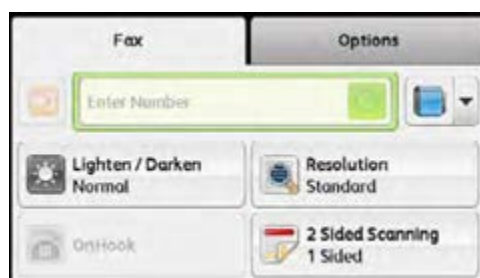 Fax
Options
Enter Number
Lighten / Darken
Normal
Resolution
Standard
OnHook
2 Sided Scanning
1 Sided